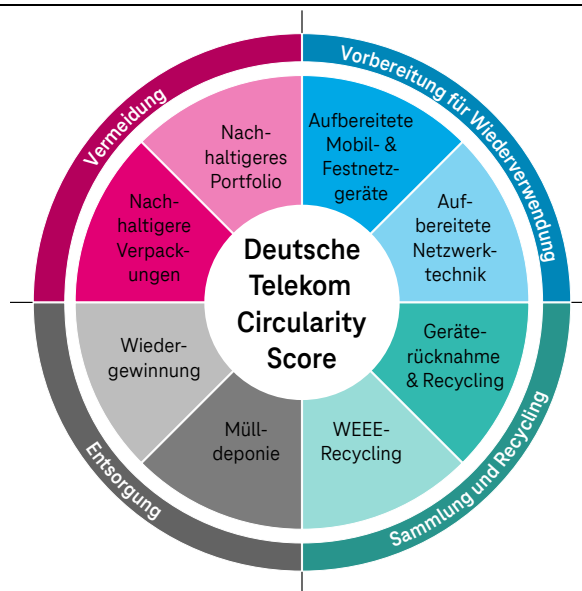 Vermeidung
Vorbereitung für Wiederverwendung
Nach-
haltigeres
Portfolio
Aufbereitete
Mobil- &
Festnetz-
geräte
Nach-
haltigere
Verpack-
ungen
Auf-
bereitete
Netzwerk-
technik
Deutsche
Telekom
Circularity
Score
Wieder-
gewinnung
Geräte-
rücknahme
& Recycling
Müll-
deponie
WEEE-
Recycling
Entsorgung
Sammlung und Recycling